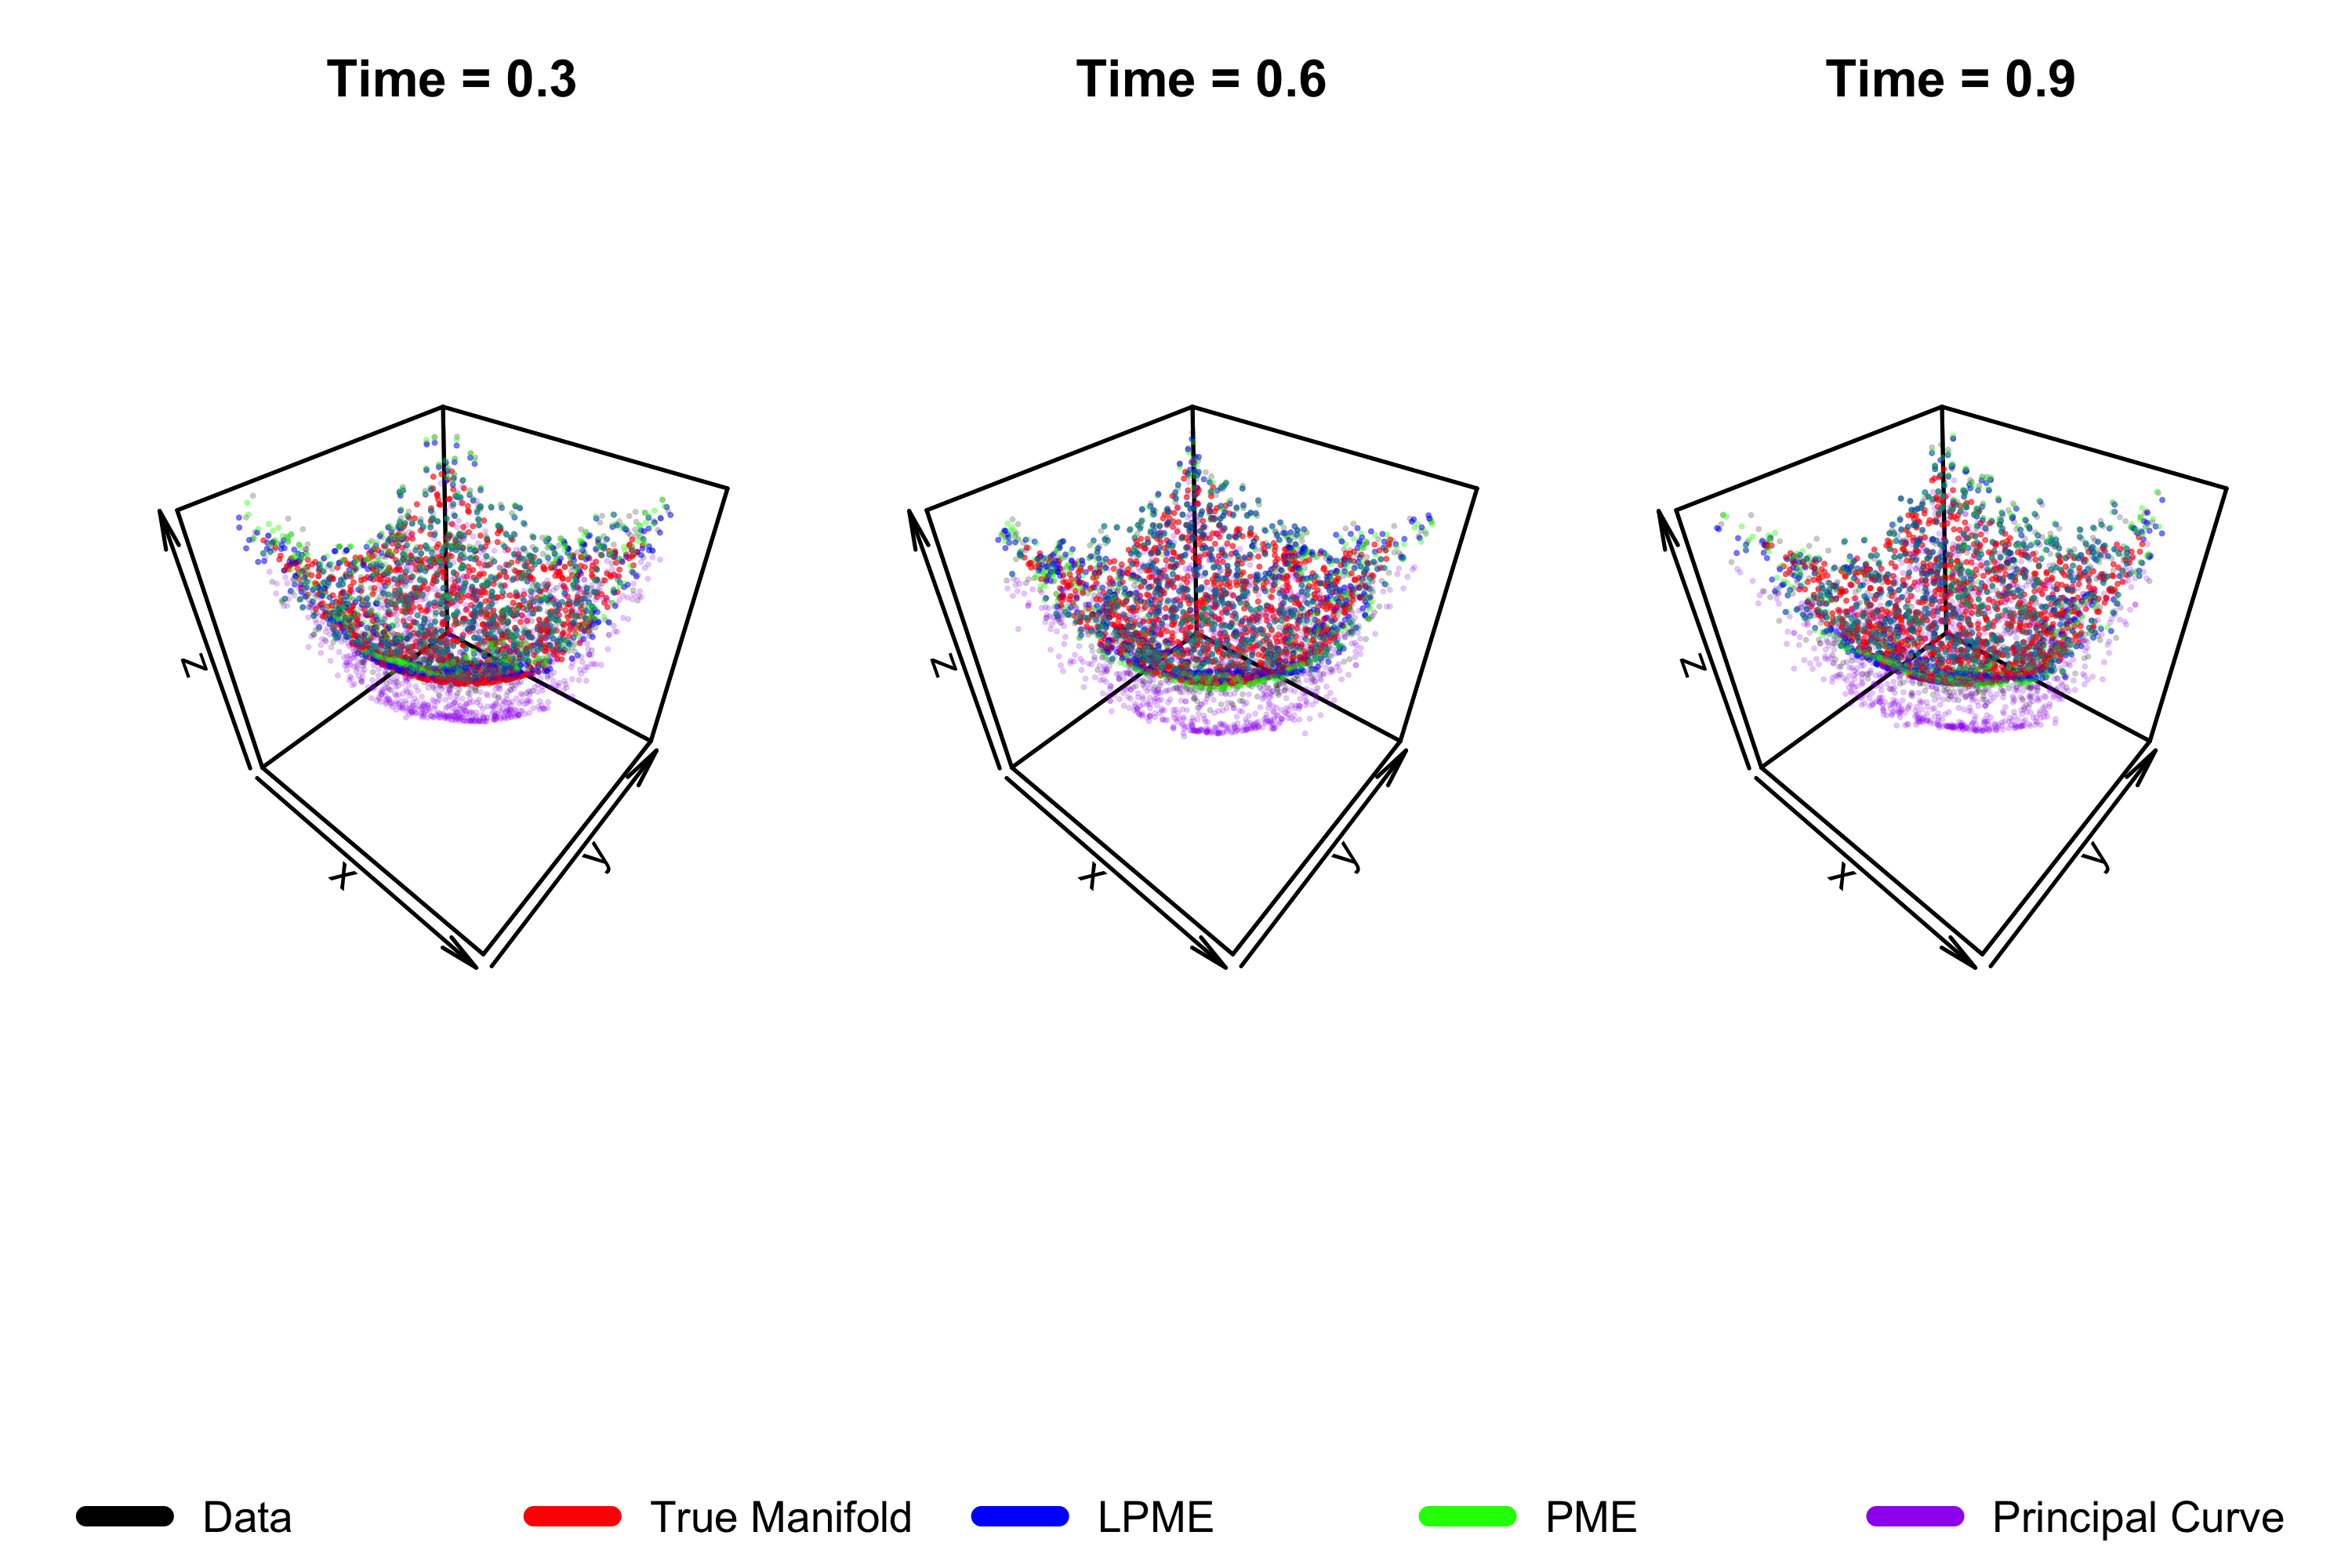 Time = 0.3
Time = 0.6
Time = 0.9
z
x
y
z
x
y
z
x
y
Data
True Manifold
LPME
PME
Principal Curve